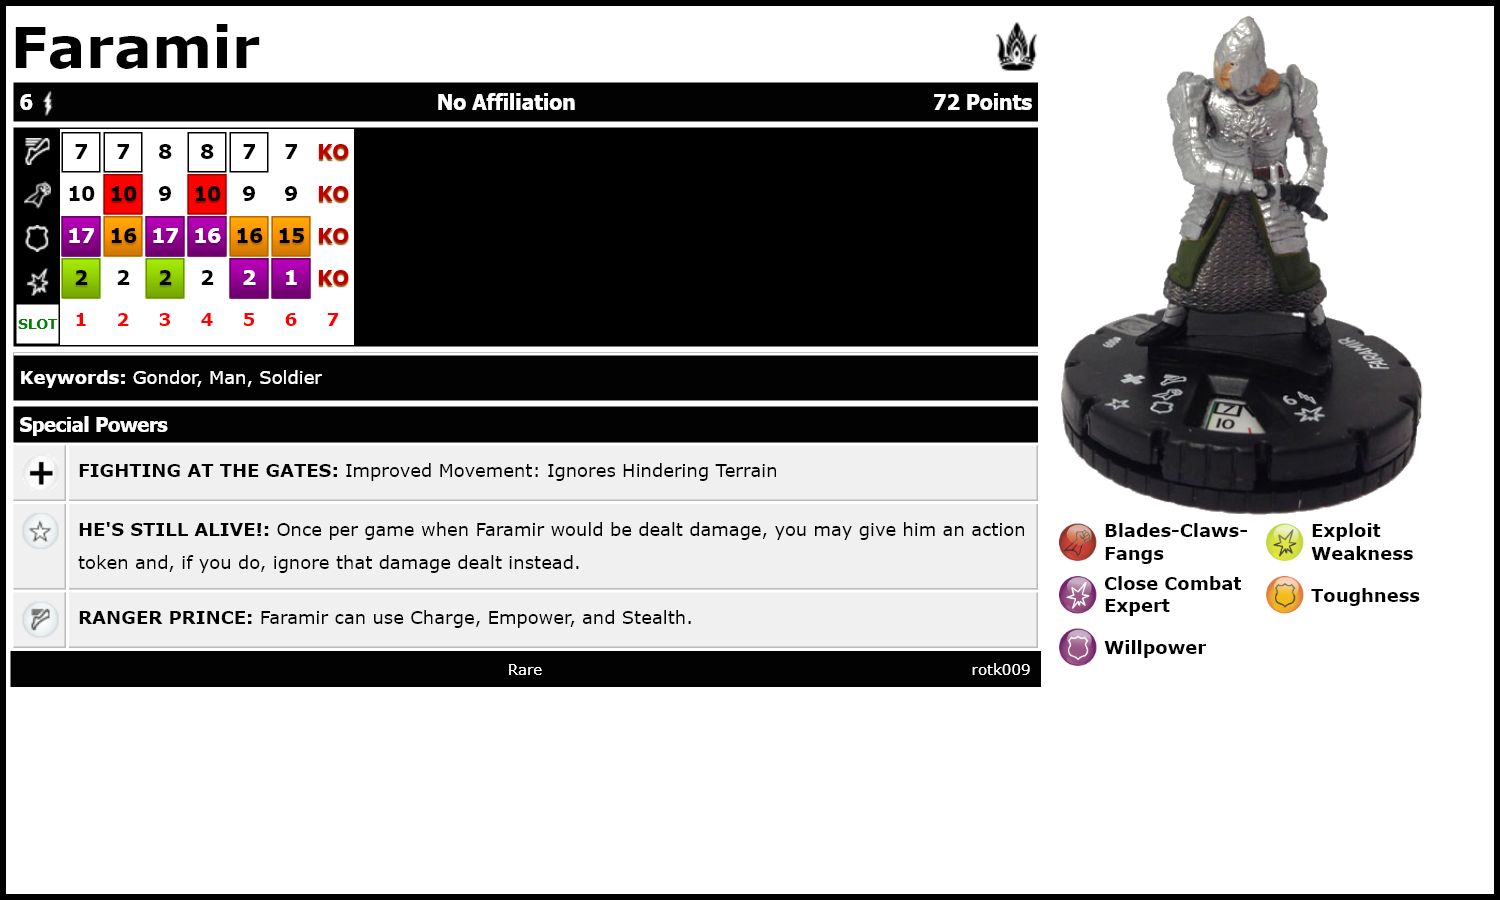 Faramir
6 No Affiliation 72 Points
7 7 8 8 7 7 KO
10 10 9 10 9 9 KO
17 16 17 16 16 15 KO
2 2 2 2 2 1 KO
SLOT 1 2 3 4 5 6 7
Keywords: Gondor, Man, Soldier
Special Powers
FIGHTING AT THE GATES: Improved Movement: Ignores Hindering Terrain
HE'S STILL ALIVE!: Once per game when Faramir would be dealt damage, you may give him an action
token and, if you do, ignore that damage dealt instead.
RANGER PRINCE: Faramir can use Charge, Empower, and Stealth.
Rare rotk009
009
FARAMIR
6
7
10
Blades-Claws-
Fangs
Exploit
Weakness
Close Combat
Expert
Toughness
Willpower